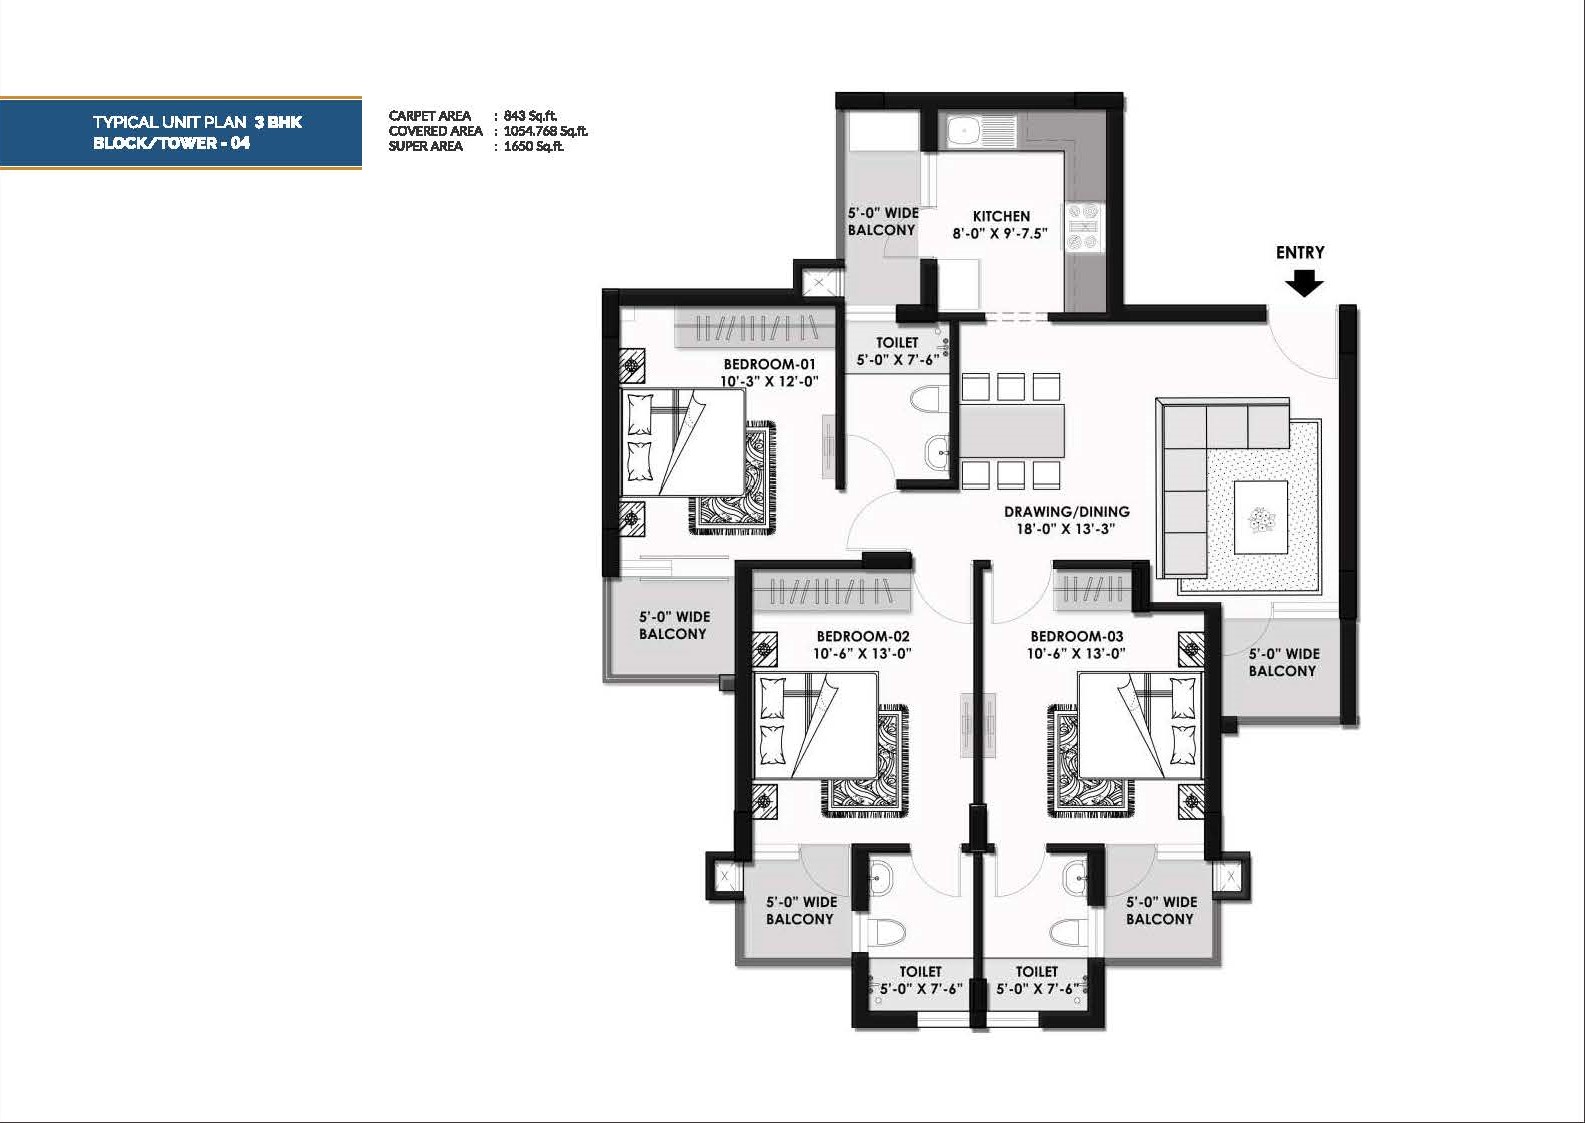 TYPICAL UNIT PLAN 3 BHK
BLOCK/TOWER - 04
CARPET AREA : 843 Sq.ft.
COVERED AREA : 1054.768 Sq.ft.
SUPER AREA : 1650 Sq.ft.
5'-0" WIDE
BALCONY
KITCHEN
8'-0" X 9'-7.5"
ENTRY
TOILET
5'-0" X 7'-6"
BEDROOM-01
10'-3" X 12'-0"
DRAWING/DINING
18'-0" X 13'-3"
5'-0" WIDE
BALCONY
BEDROOM-02
10'-6" X 13'-0"
BEDROOM-03
10'-6" X 13'-0"
5'-0" WIDE
BALCONY
5'-0" WIDE
BALCONY
5'-0" WIDE
BALCONY
TOILET
5'-0" X 7'-6"
TOILET
5'-0" X 7'-6"